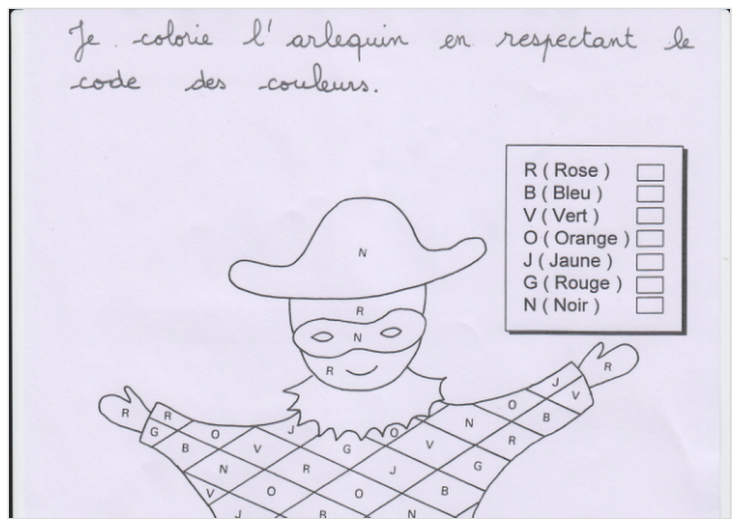 Je colorie l'arlequin en respectant le
code des couleurs.
R ( Rose )
B ( Bleu )
V ( Vert )
O ( Orange )
J ( Jaune )
G ( Rouge )
N ( Noir )
N
R
N
R
R
R
J
V
R
G
O
J
O
N
O
B
B
V
G
V
R
N
R
J
G
V
O
O
B
J
R
N